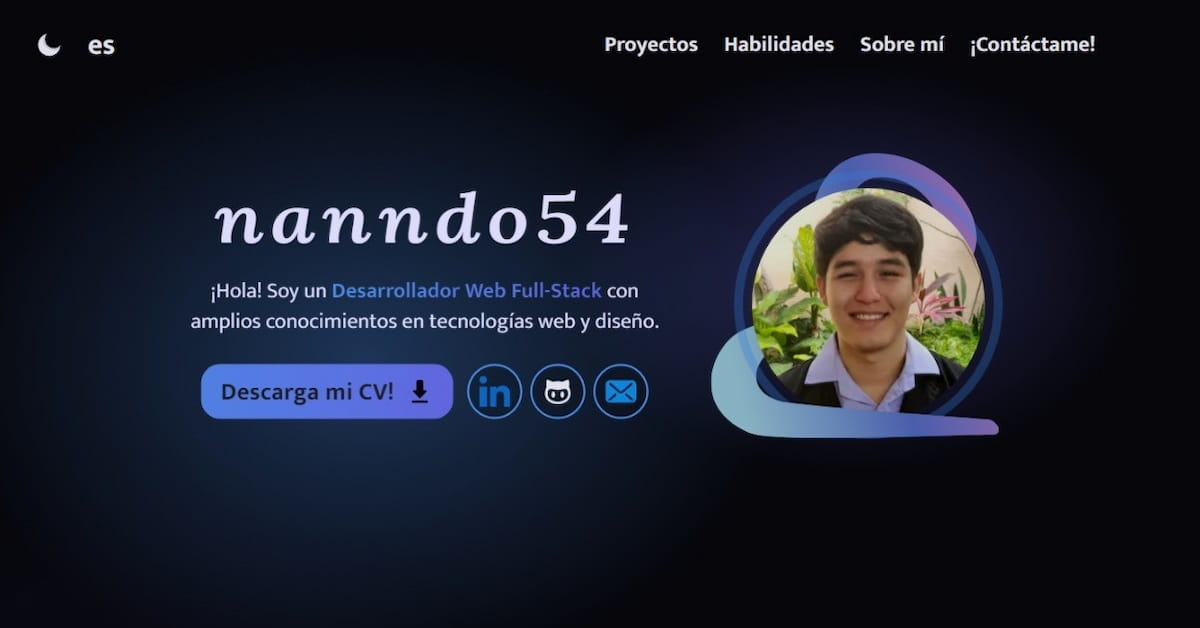 es
Proyectos Habilidades Sobre mí ¡Contáctame!
nanndo54
¡Hola! Soy un Desarrollador Web Full-Stack con
amplios conocimientos en tecnologías web y diseño.
Descarga mi CV!
in